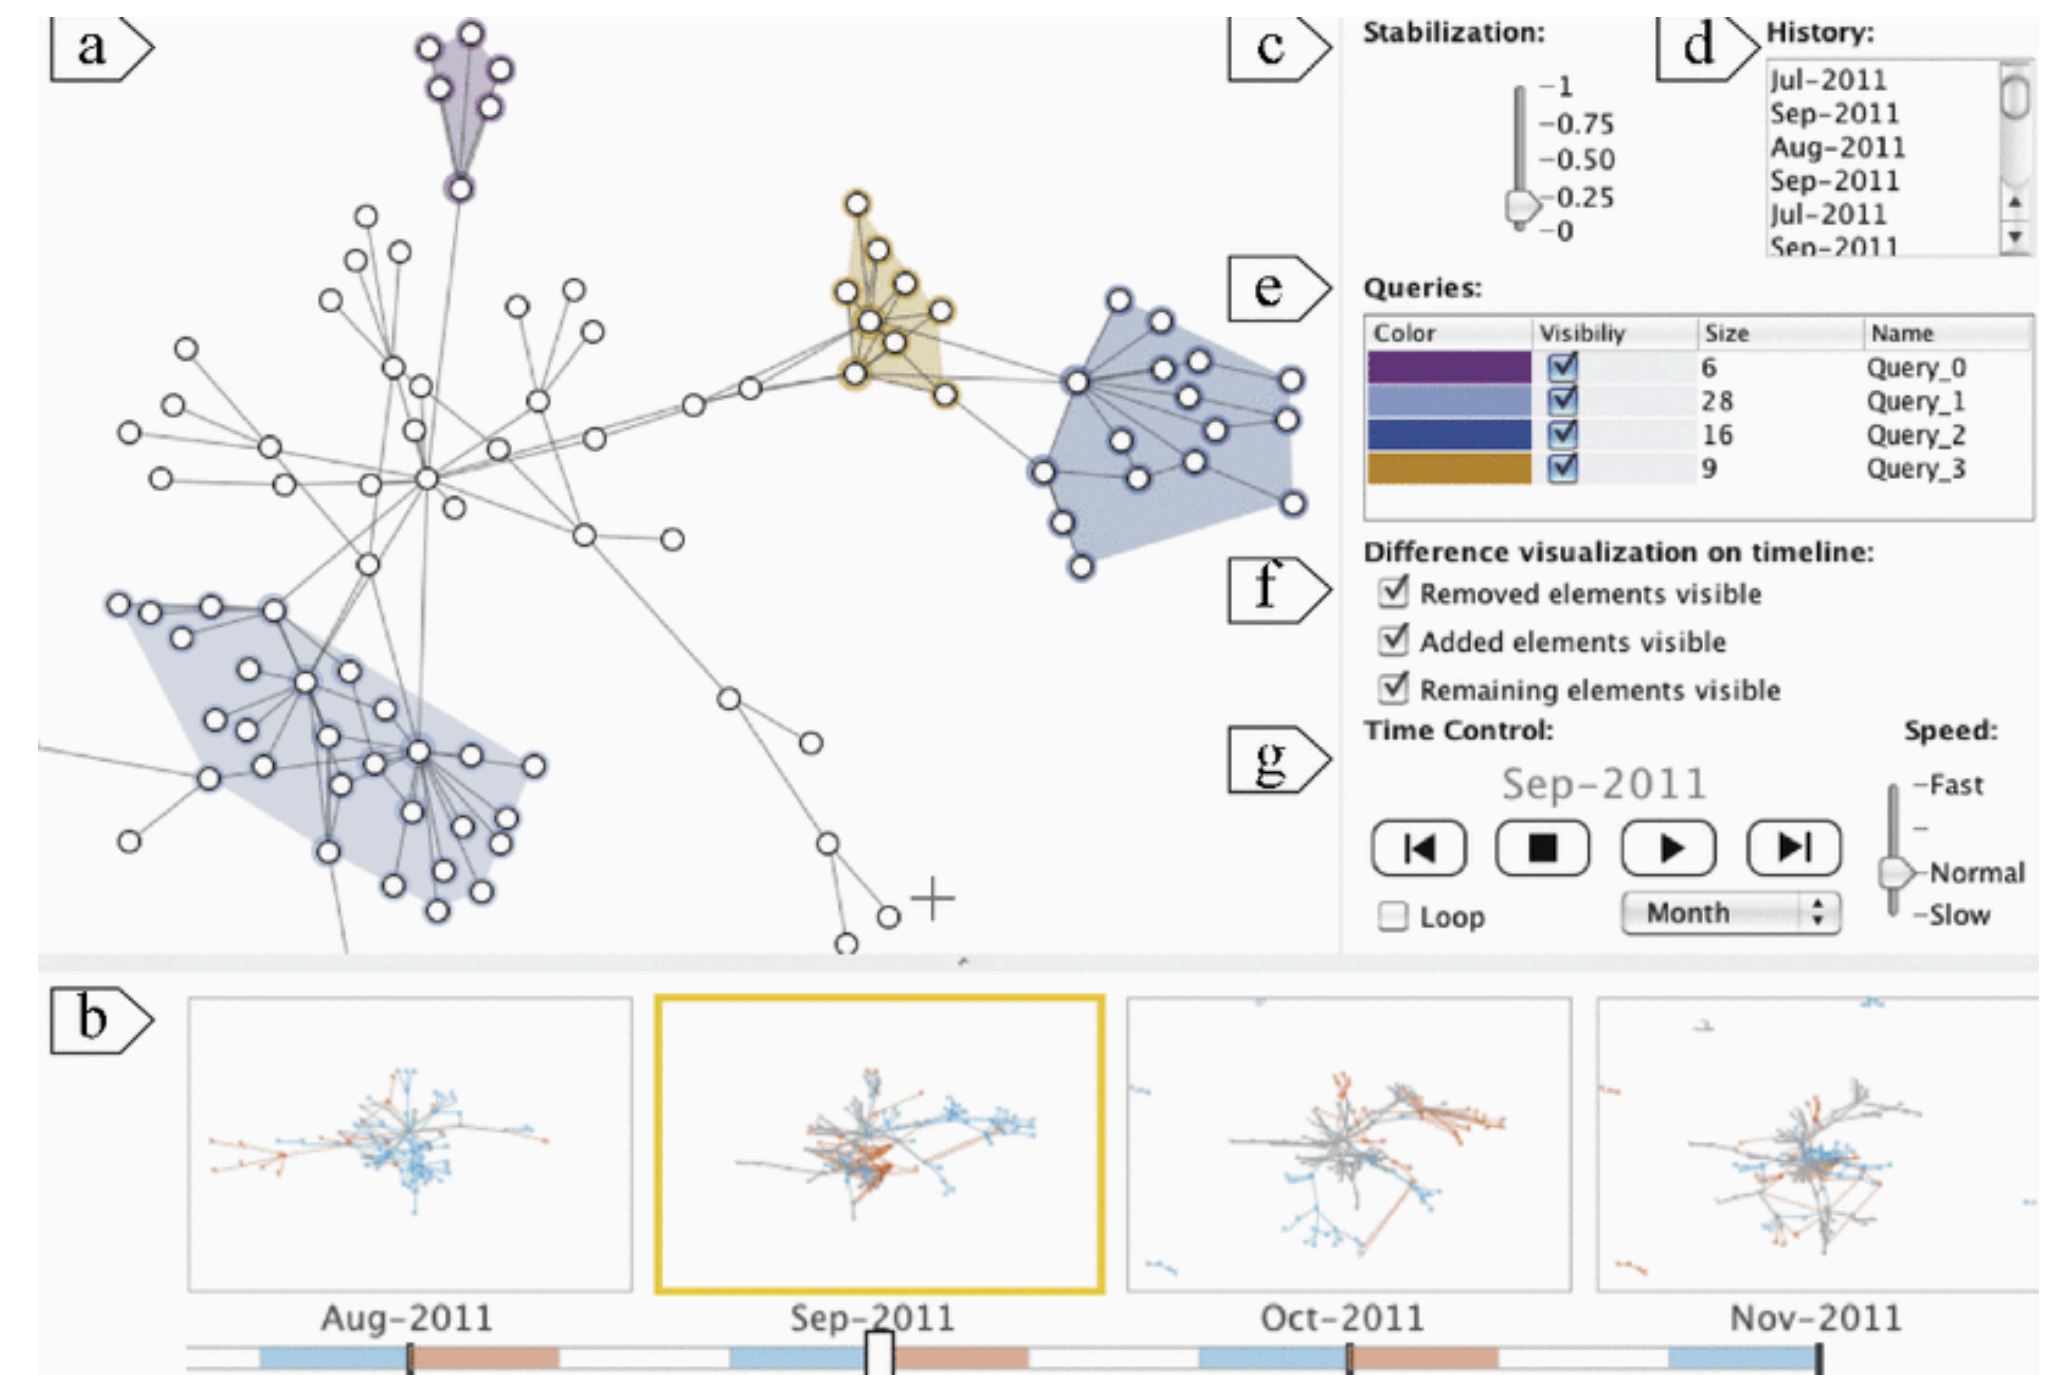 a
c
Stabilization:
-1
-0.75
-0.50
-0.25
-0
d
History:
Jul-2011
Sep-2011
Aug-2011
Sep-2011
Jul-2011
Sep-2011
e
Queries:
Color Visibiliy Size Name
6 Query_0
28 Query_1
16 Query_2
9 Query_3
f
Difference visualization on timeline:
Removed elements visible
Added elements visible
Remaining elements visible
g
Time Control: Speed:
Sep-2011
-Fast
-
-Normal
-Slow
Loop Month
b
Aug-2011 Sep-2011 Oct-2011 Nov-2011